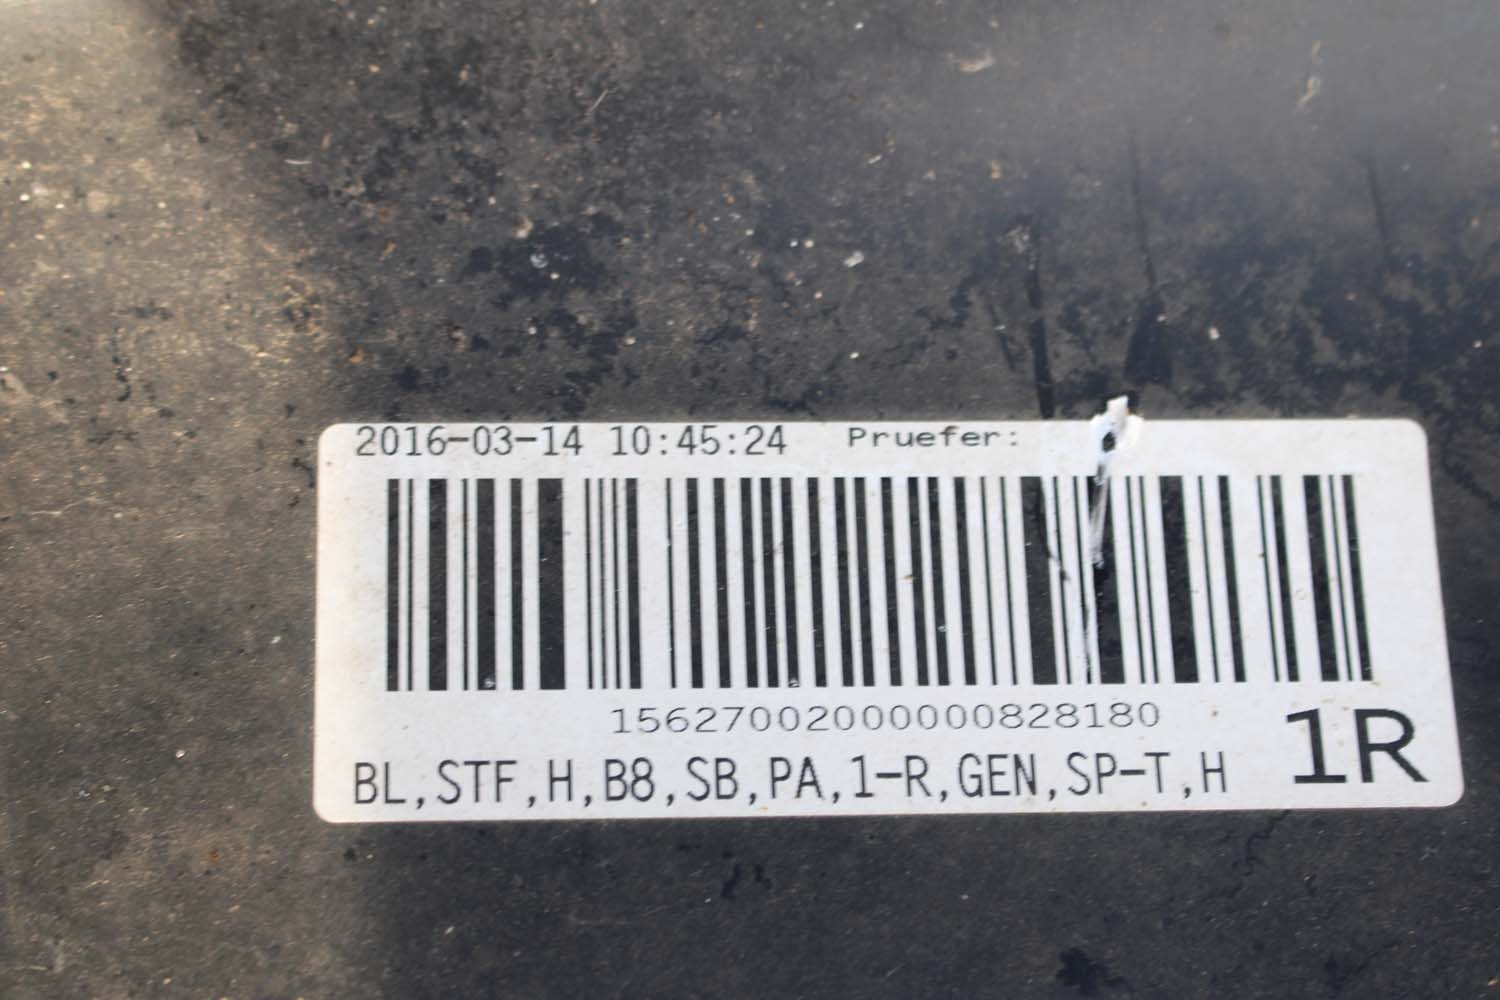 2016-03-14 10:45:24 Pruefer:
15627002000000828180
BL,STF,H,B8,SB,PA,1-R,GEN,SP-T,H 1R